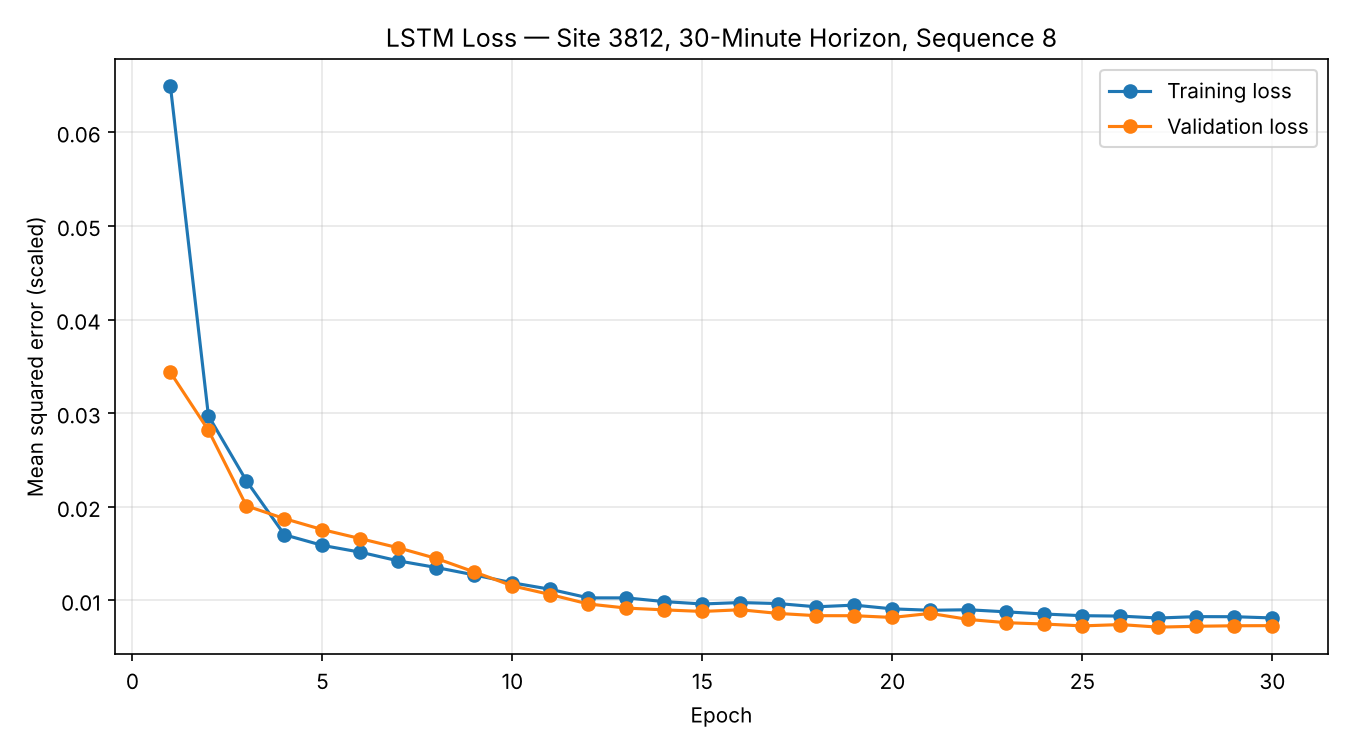 LSTM Loss — Site 3812, 30-Minute Horizon, Sequence 8
Training loss
Validation loss
Mean squared error (scaled)
0.06
0.05
0.04
0.03
0.02
0.01
0 5 10 15 20 25 30
Epoch